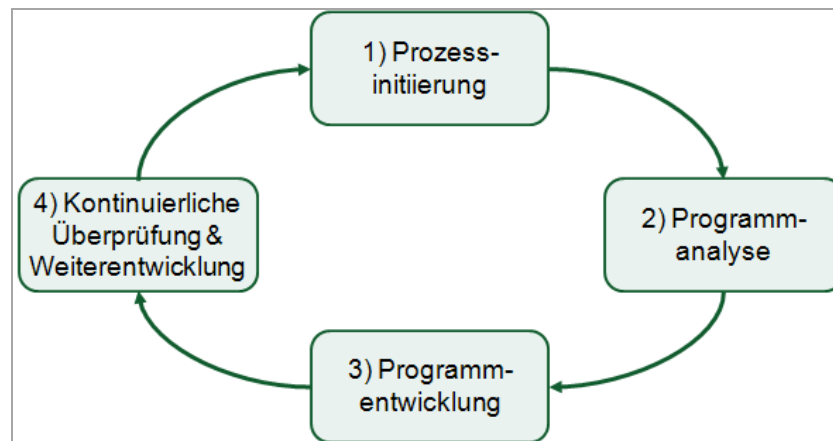 1) Prozess-
initiierung
2) Programm-
analyse
3) Programm-
entwicklung
4) Kontinuierliche
Überprüfung &
Weiterentwicklung